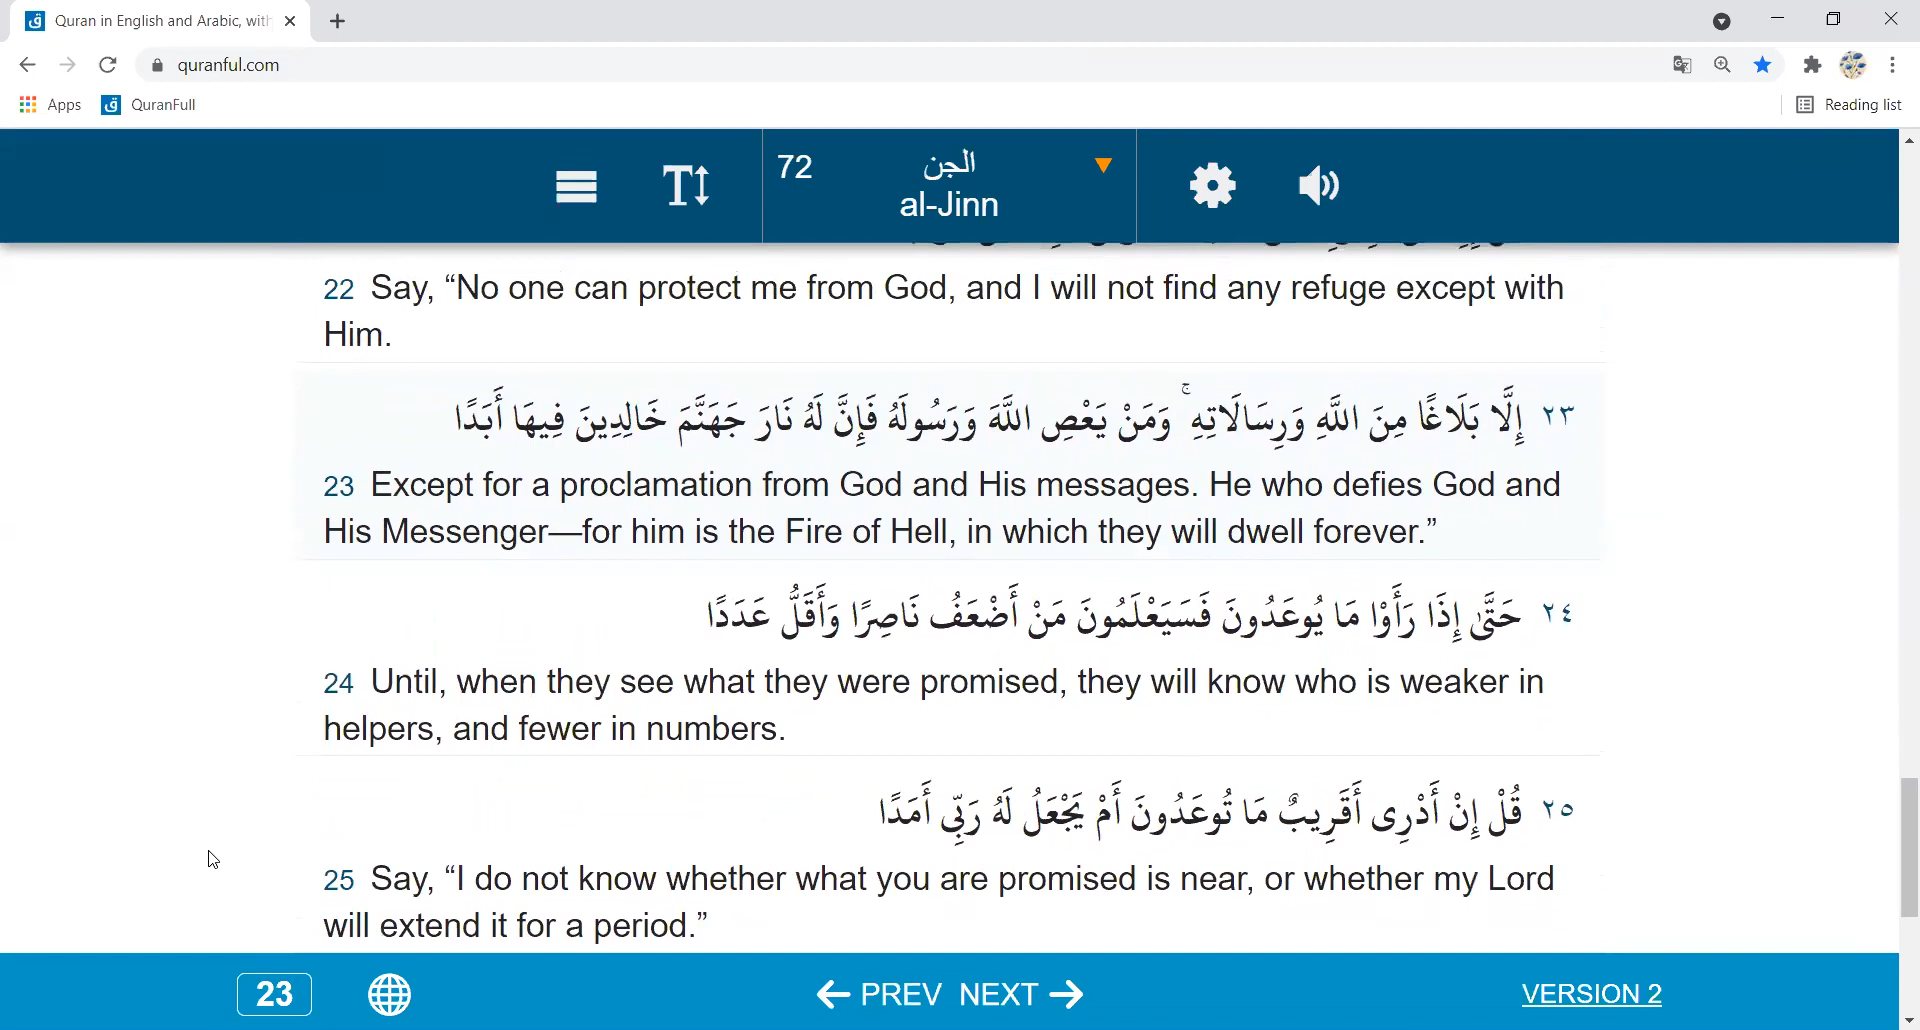 Quran in English and Arabic, with
quranful.com
Apps
QuranFull
Reading list
72
الجن
al-Jinn
22 Say, “No one can protect me from God, and I will not find any refuge except with
Him.
٢٣ إِلَّا بَلَاغًا مِنَ اللَّهِ وَرِسَالَاتِهِ ۚ وَمَنْ يَعْصِ اللَّهَ وَرَسُولَهُ فَإِنَّ لَهُ نَارَ جَهَنَّمَ خَالِدِينَ فِيهَا أَبَدًا
23 Except for a proclamation from God and His messages. He who defies God and
His Messenger—for him is the Fire of Hell, in which they will dwell forever.”
٢٤ حَتَّىٰ إِذَا رَأَوْا مَا يُوعَدُونَ فَسَيَعْلَمُونَ مَنْ أَضْعَفُ نَاصِرًا وَأَقَلُّ عَدَدًا
24 Until, when they see what they were promised, they will know who is weaker in
helpers, and fewer in numbers.
٢٥ قُلْ إِنْ أَدْرِى أَقَرِيبٌ مَا تُوعَدُونَ أَمْ يَجْعَلُ لَهُ رَبِّى أَمَدًا
25 Say, “I do not know whether what you are promised is near, or whether my Lord
will extend it for a period.”
23
PREV NEXT
VERSION 2